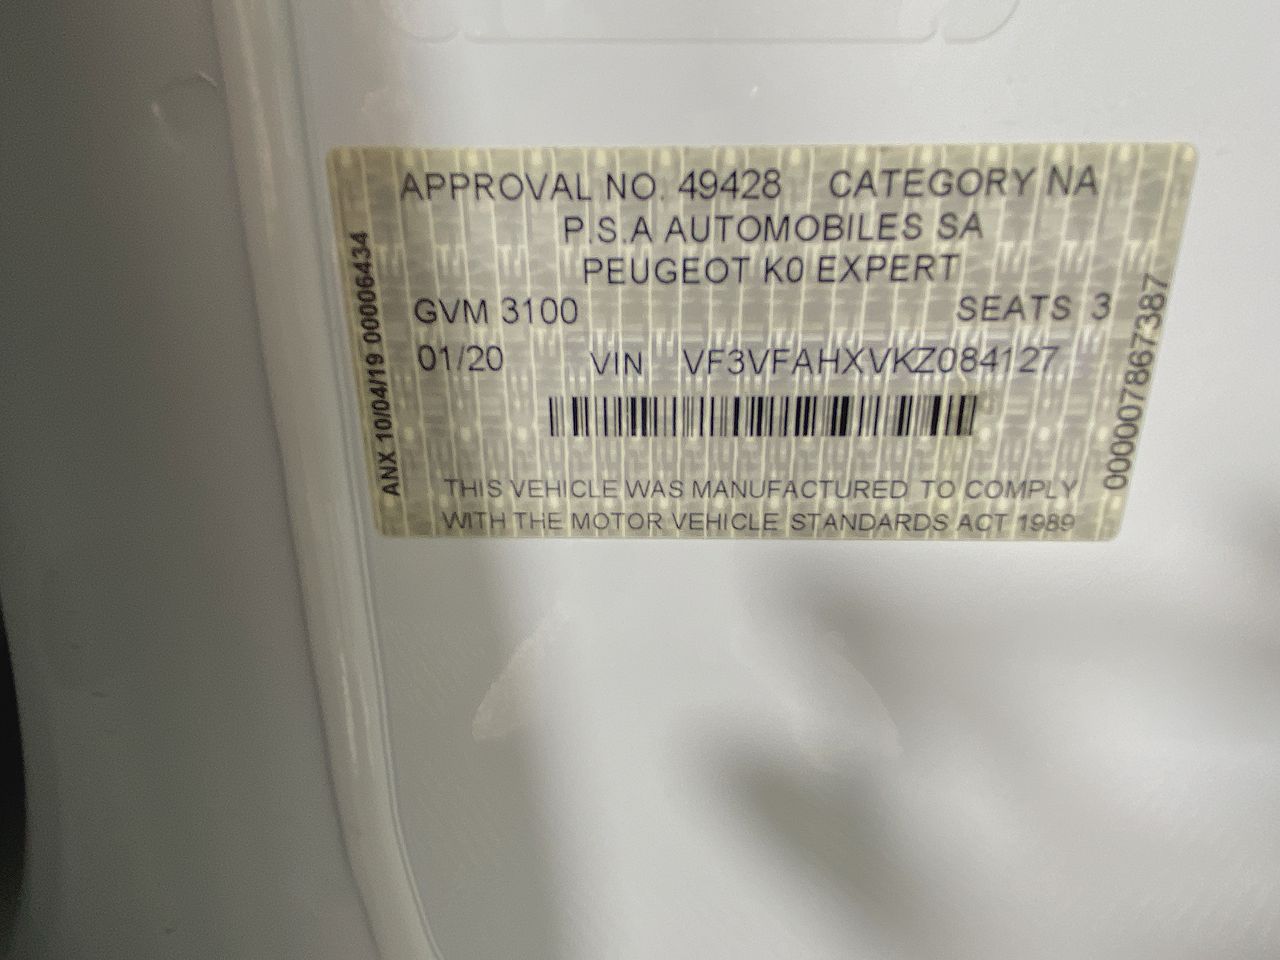 APPROVAL NO. 49428 CATEGORY NA
P.S.A AUTOMOBILES SA
PEUGEOT K0 EXPERT
GVM 3100 SEATS 3
01/20 VIN VF3VFAHXVKZ084127
THIS VEHICLE WAS MANUFACTURED TO COMPLY
WITH THE MOTOR VEHICLE STANDARDS ACT 1989
ANX 10/04/19 00006434
0000007867387